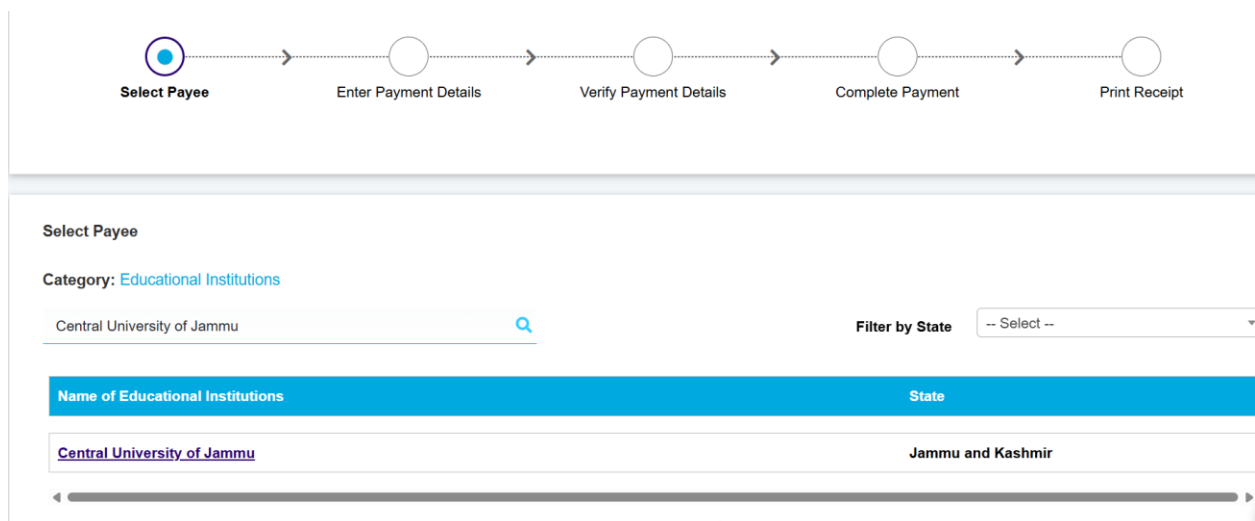 Select Payee
Enter Payment Details
Verify Payment Details
Complete Payment
Print Receipt
Select Payee
Category: Educational Institutions
Central University of Jammu
Filter by State
-- Select --
Name of Educational Institutions
State
Central University of Jammu
Jammu and Kashmir